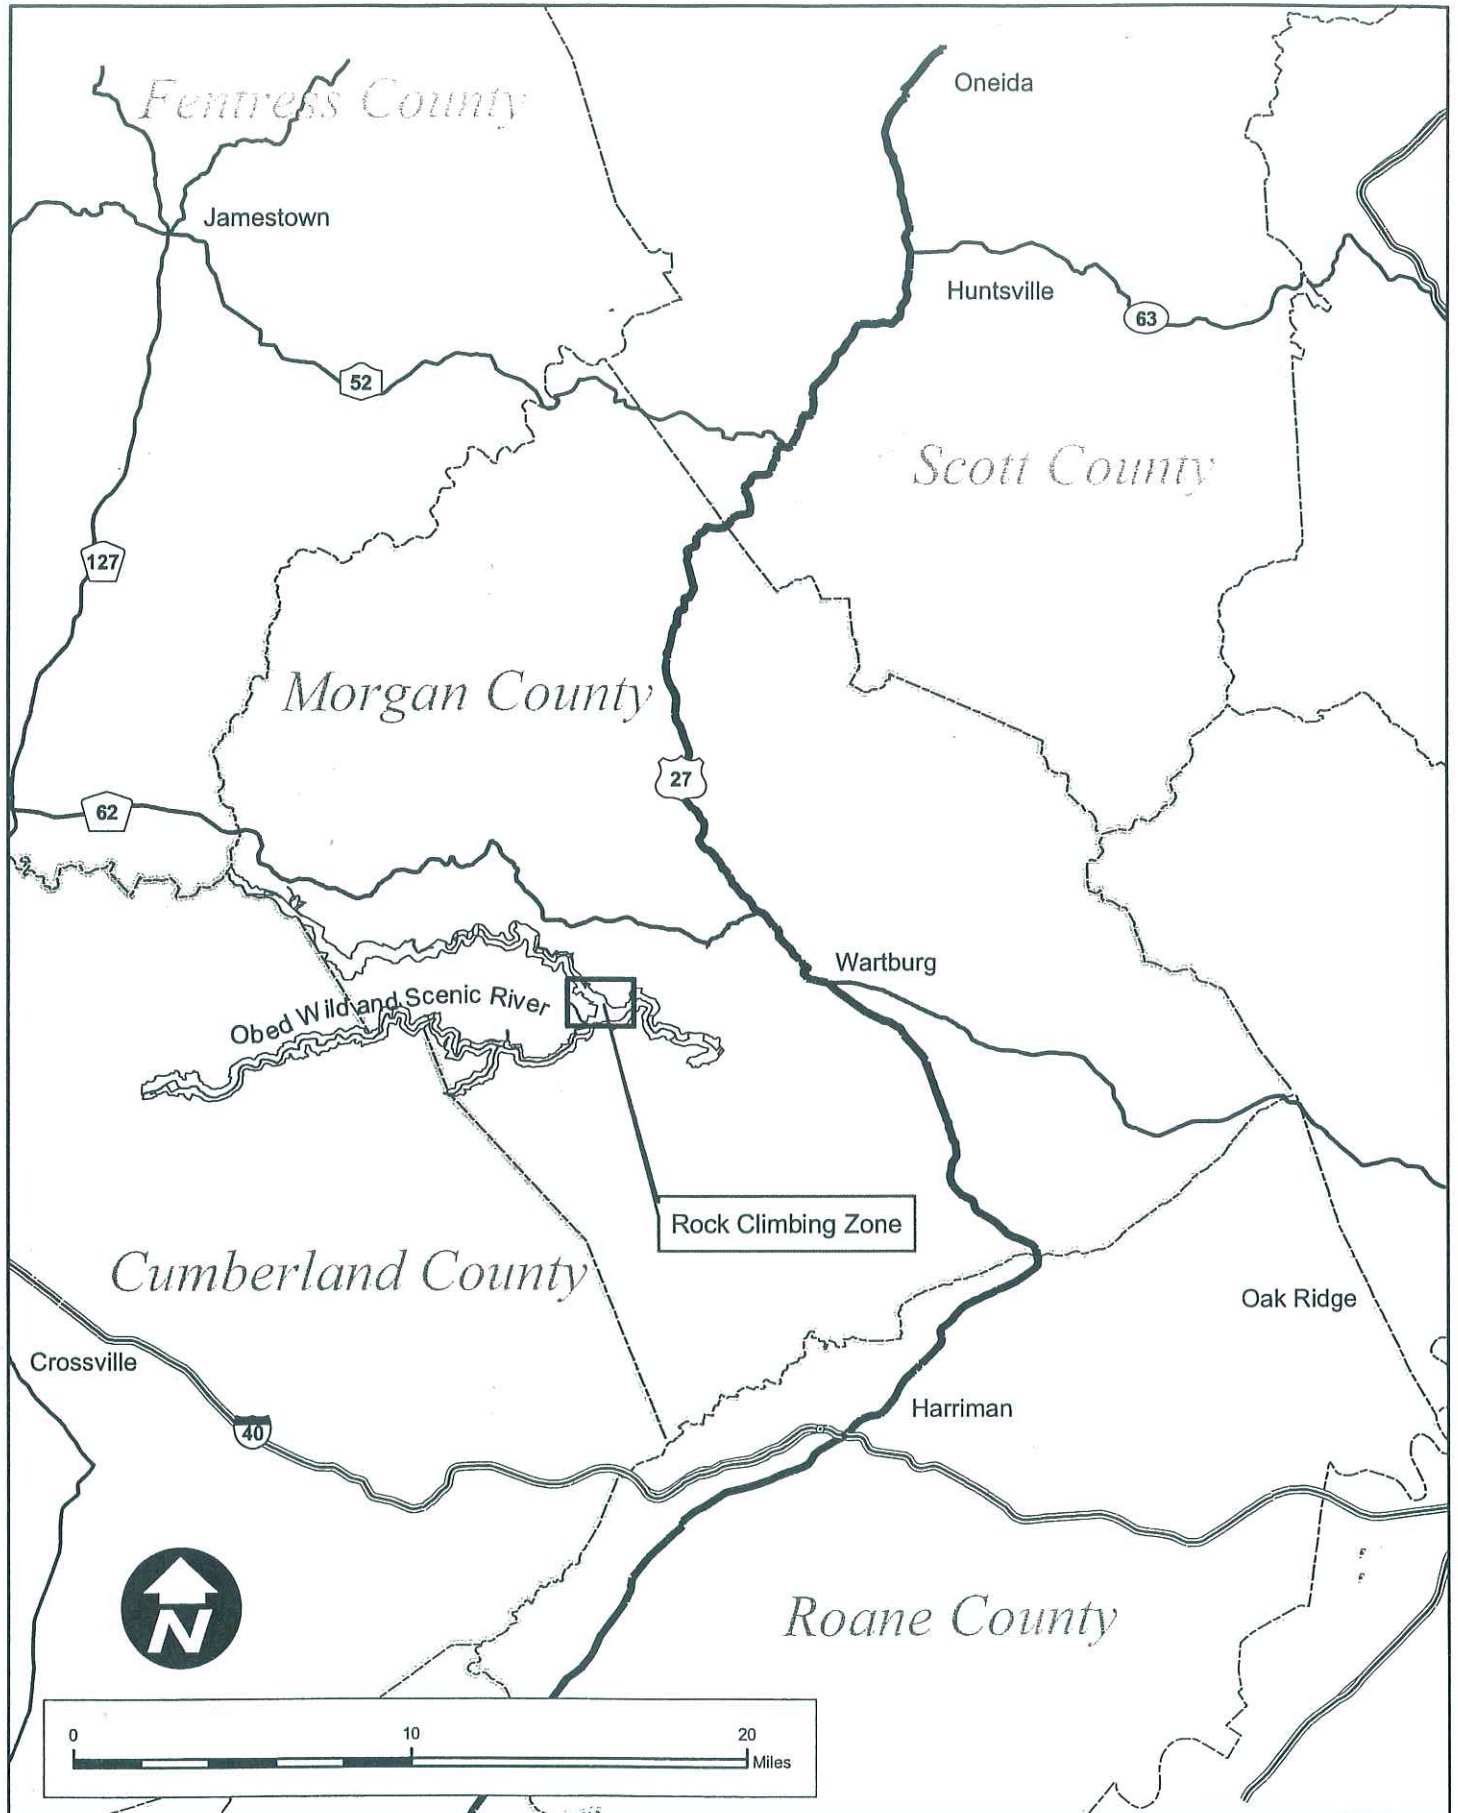 Fentress County
Oneida
Jamestown
Huntsville
63
52
Scott County
127
Morgan County
27
62
Wartburg
Obed Wild and Scenic River
Rock Climbing Zone
Cumberland County
Oak Ridge
Crossville
Harriman
40
Roane County
N
0 10 20
Miles